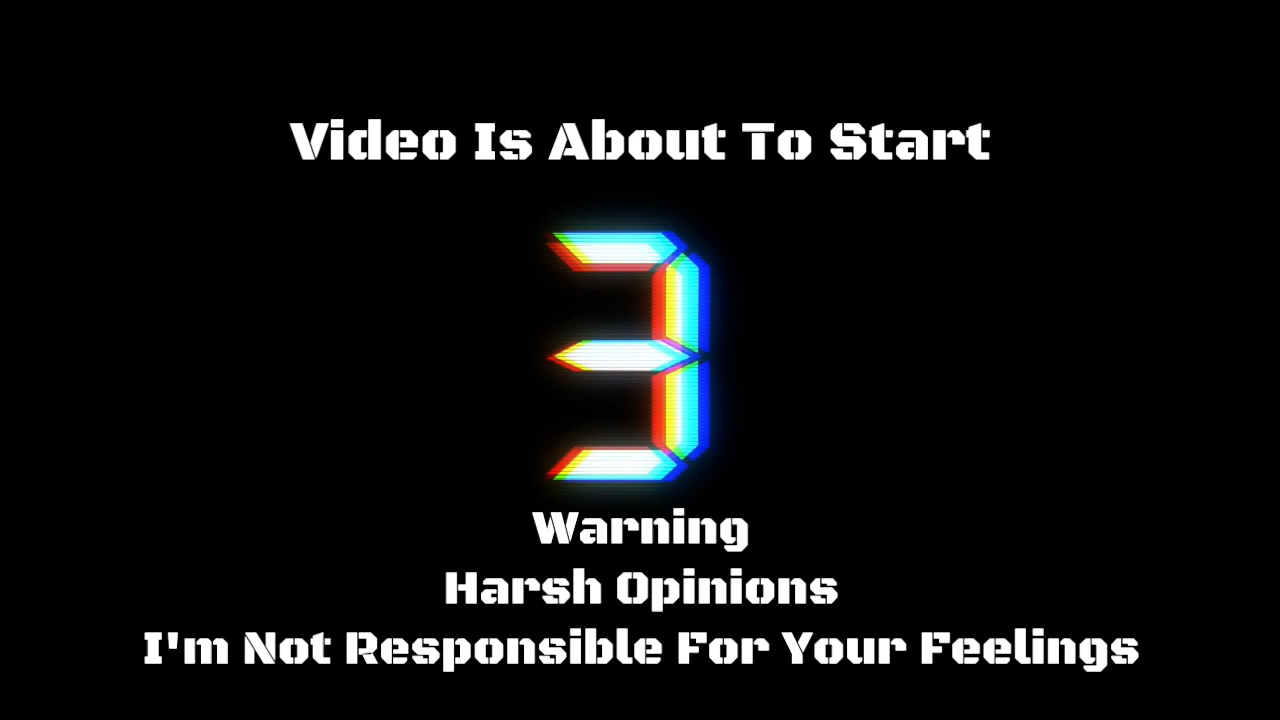 Video Is About To Start
3
Warning
Harsh Opinions
I'm Not Responsible For Your Feelings